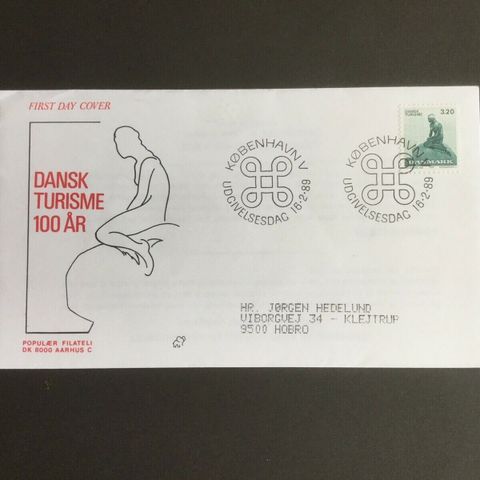 FIRST DAY COVER
DANSK
TURISME
100 ÅR
POPULÆR FILATELI
DK 8000 AARHUS C
KØBENHAVN V
UDGIVELSESDAG 16-2-89
KØBENHAVN V
UDGIVELSESDAG 16-2-89
DANSK
TURISME
3.20
DANMARK
HR. JØRGEN HEDELUND
VIBORGVEJ 34 - KLEJTRUP
9500 HOBRO